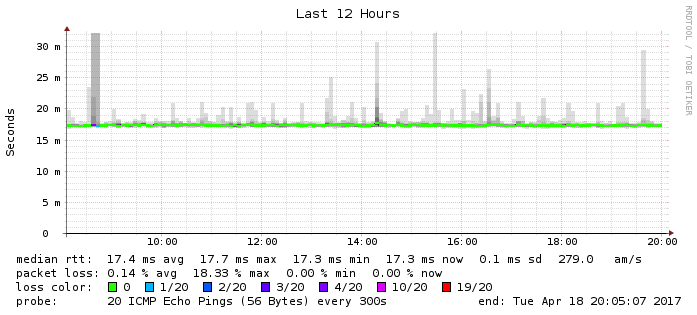 Last 12 Hours
RRDTOOL / TOBI OETIKER
Seconds
30 m
25 m
20 m
15 m
10 m
5 m
0
10:00 12:00 14:00 16:00 18:00 20:00
median rtt: 17.4 ms avg 17.7 ms max 17.3 ms min 17.3 ms now 0.1 ms sd 279.0 am/s
packet loss: 0.14 % avg 18.33 % max 0.00 % min 0.00 % now
loss color: 0 1/20 2/20 3/20 4/20 10/20 19/20
probe: 20 ICMP Echo Pings (56 Bytes) every 300s end: Tue Apr 18 20:05:07 2017